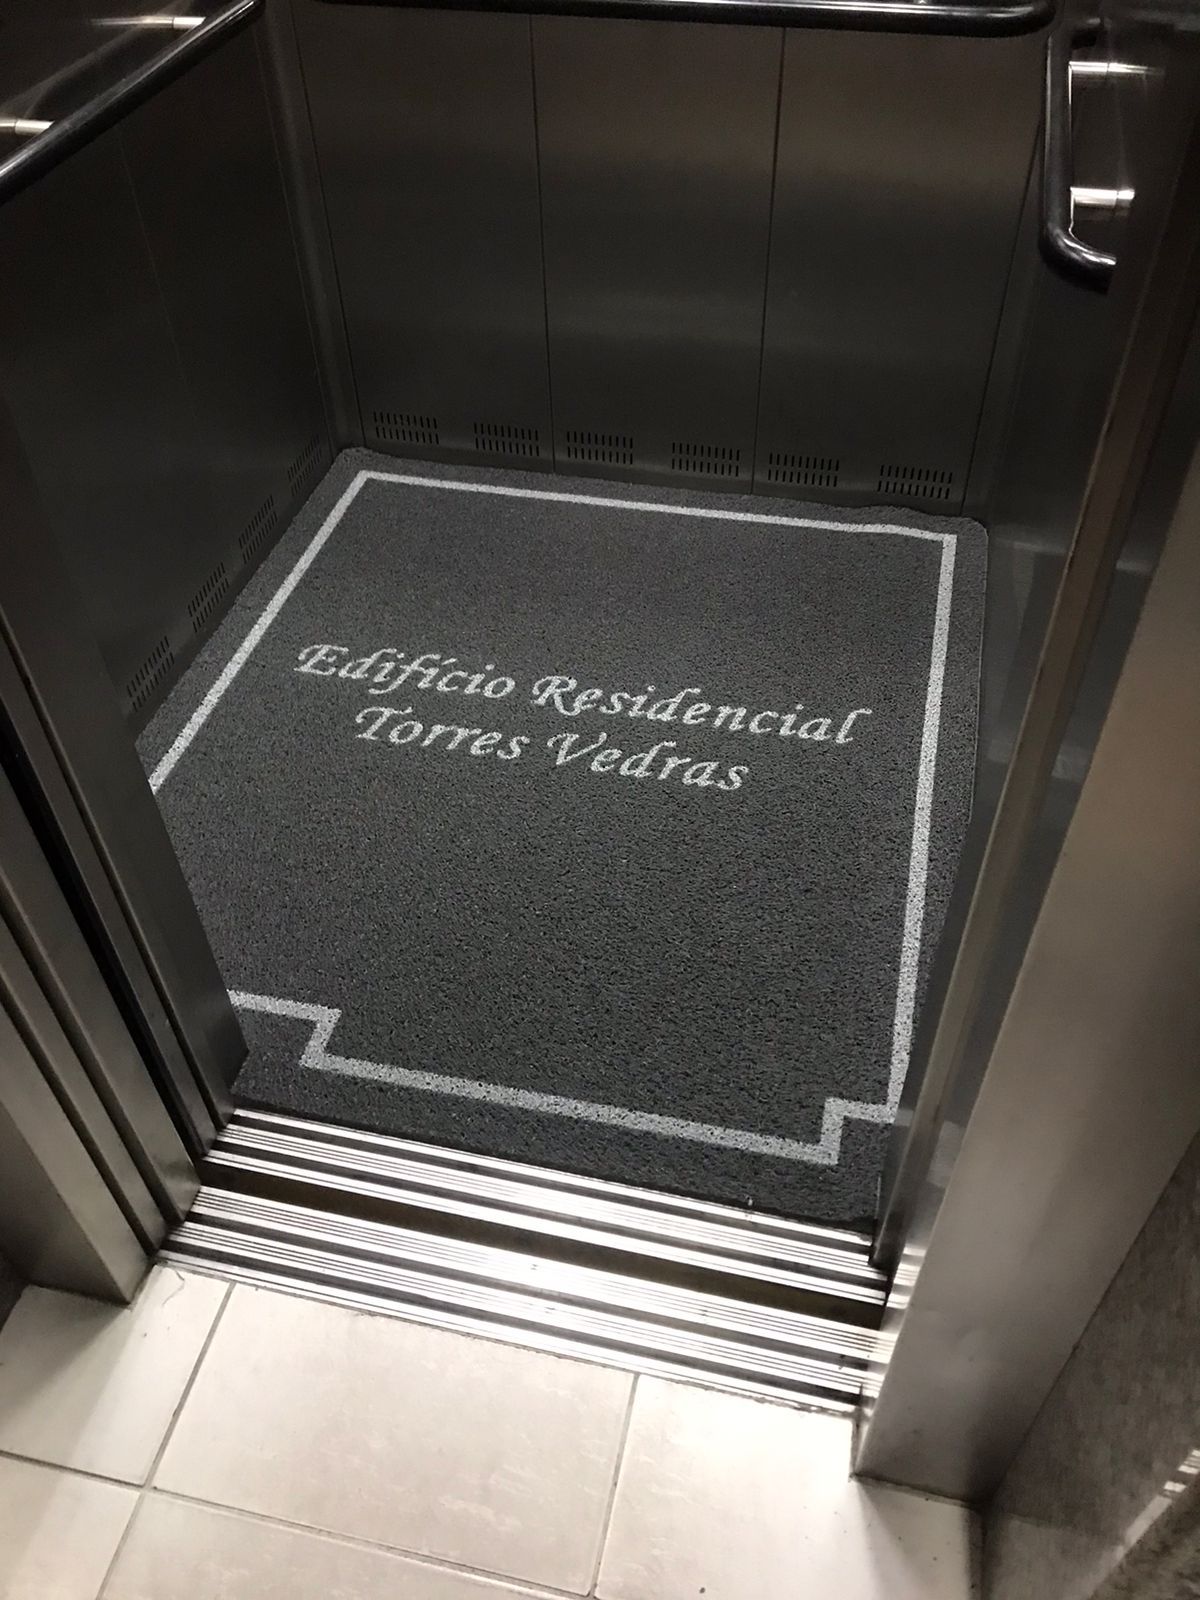 Edifício Residencial
Torres Vedras